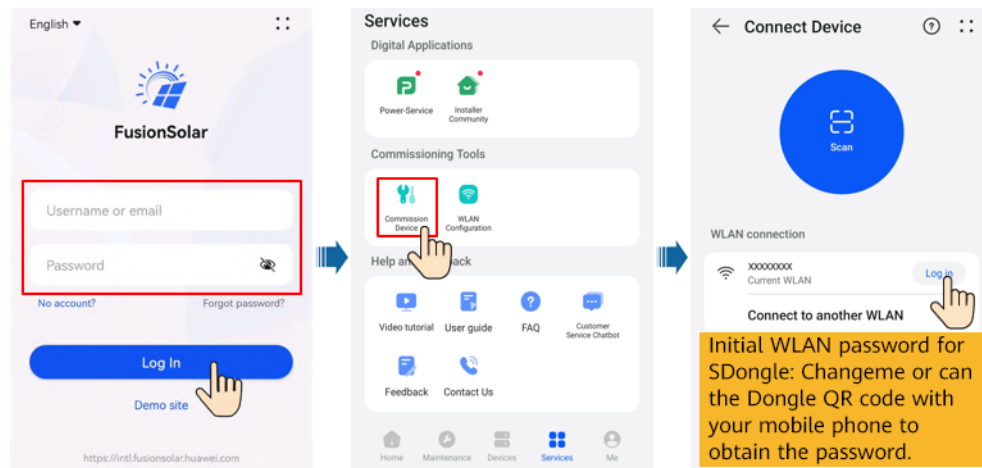 English
FusionSolar
Username or email
Password
No account?
Forgot password?
Log In
Demo site
https://intl.fusionsolar.huawei.com
Services
Digital Applications
Power-Service
Installer
Community
Commissioning Tools
Commission
Device
WLAN
Configuration
Help an ack
Video tutorial
User guide
FAQ
Customer
Service Chatbot
Feedback
Contact Us
Home
Maintenance
Devices
Services
Me
Connect Device
Scan
WLAN connection
XXXXXXXX
Current WLAN
Log in
Connect to another WLAN
Initial WLAN password for
SDongle: Changeme or can
the Dongle QR code with
your mobile phone to
obtain the password.